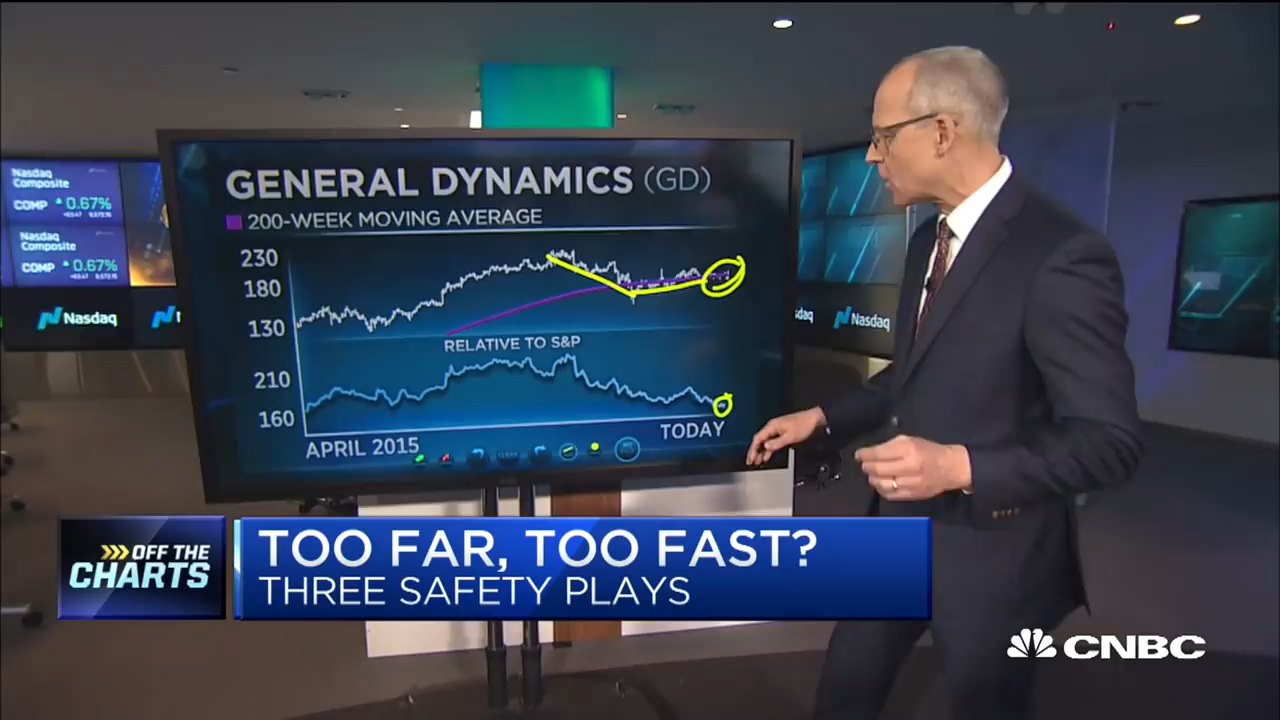 GENERAL DYNAMICS (GD)
200-WEEK MOVING AVERAGE
230
180
130
RELATIVE TO S&P
210
160
APRIL 2015
TODAY
Nasdaq
Composite
COMP 0.67%
Nasdaq
Composite
COMP 0.67%
Nasdaq
Nasdaq
OFF THE
CHARTS
TOO FAR, TOO FAST?
THREE SAFETY PLAYS
CNBC